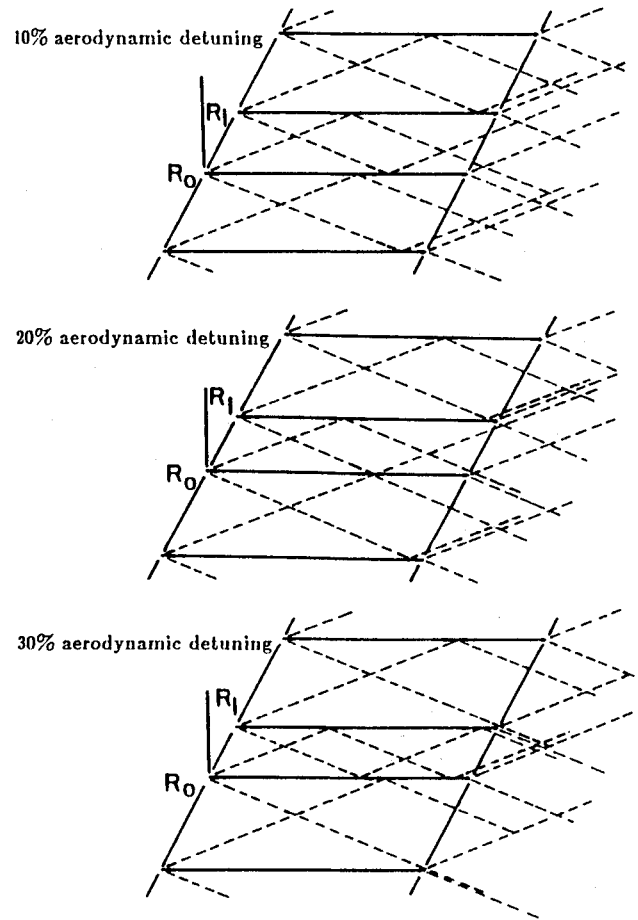 10% aerodynamic detuning
R1
R0
20% aerodynamic detuning
R1
R0
30% aerodynamic detuning
R1
R0